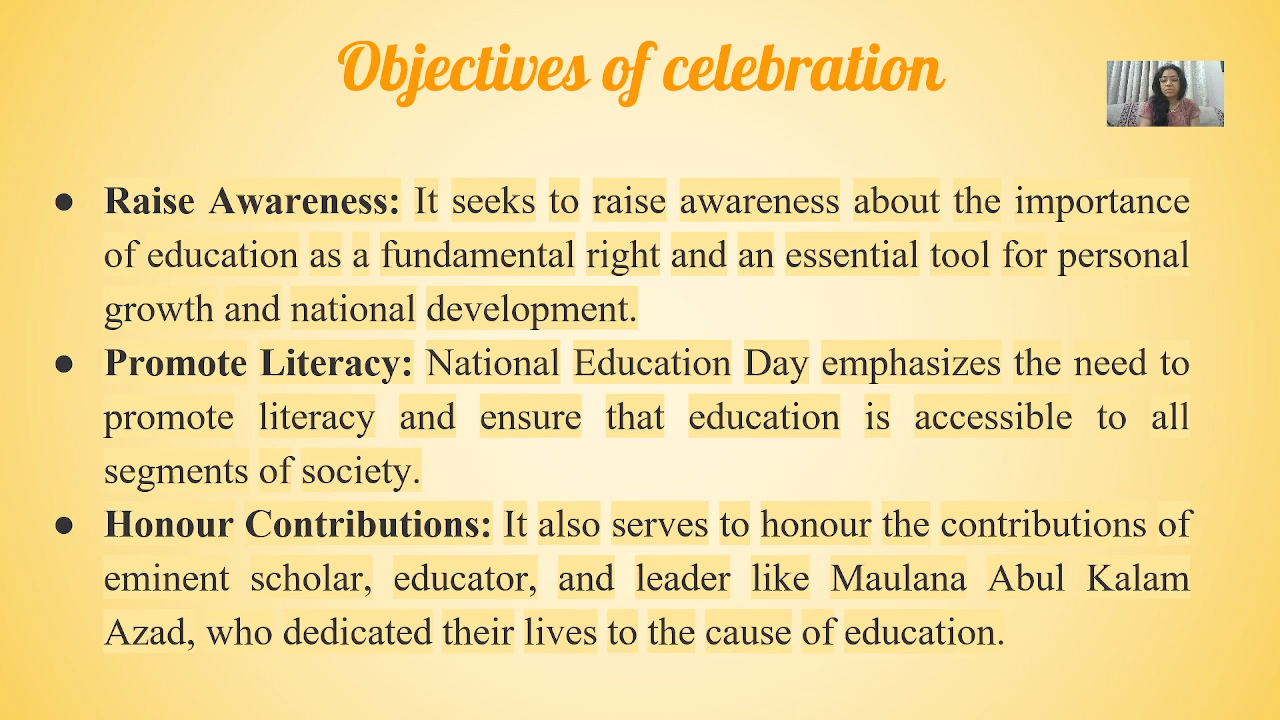 Objectives of celebration
● Raise Awareness: It seeks to raise awareness about the importance
of education as a fundamental right and an essential tool for personal
growth and national development.
● Promote Literacy: National Education Day emphasizes the need to
promote literacy and ensure that education is accessible to all
segments of society.
● Honour Contributions: It also serves to honour the contributions of
eminent scholar, educator, and leader like Maulana Abul Kalam
Azad, who dedicated their lives to the cause of education.